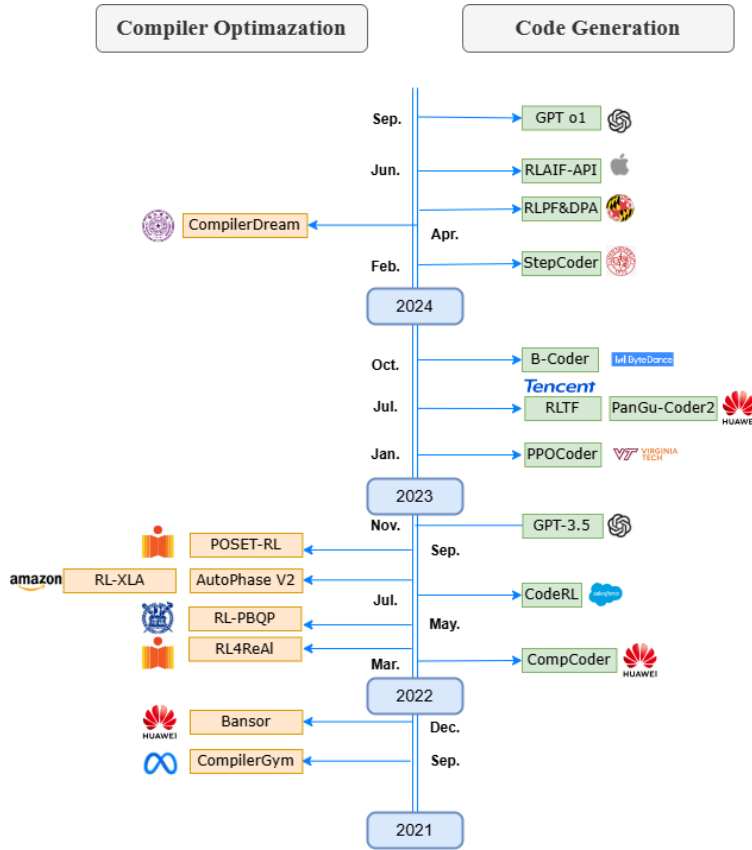 Compiler Optimazation
Code Generation
Sep.
GPT o1
Jun.
RLAIF-API
RLPF&DPA
CompilerDream
Apr.
Feb.
StepCoder
2024
Oct.
B-Coder
ByteDance
Tencent
Jul.
RLTF
PanGu-Coder2
HUAWEI
Jan.
PPOCoder
VT VIRGINIA TECH
2023
Nov.
GPT-3.5
POSET-RL
Sep.
amazon
RL-XLA
AutoPhase V2
Jul.
CodeRL
salesforce
RL-PBQP
May.
RL4ReAl
Mar.
CompCoder
HUAWEI
2022
HUAWEI
Bansor
Dec.
CompilerGym
Sep.
2021